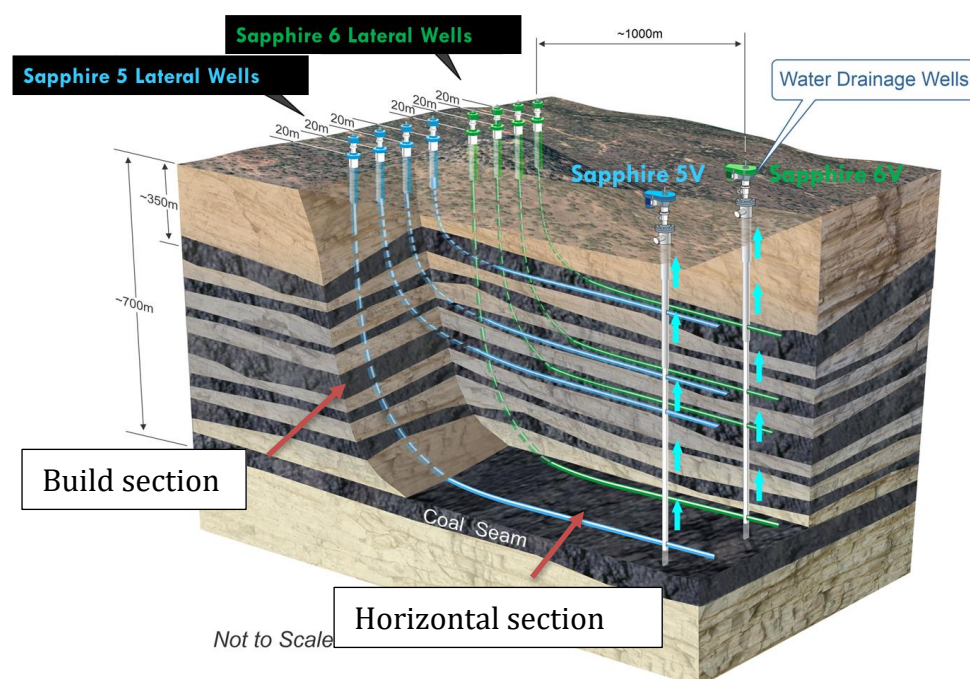 Sapphire 6 Lateral Wells
~1000m
Sapphire 5 Lateral Wells
Water Drainage Wells
20m
20m
20m
20m
20m
20m
20m
20m
Sapphire 5V
Sapphire 6V
~350m
~700m
Build section
Coal Seam
Horizontal section
Not to Scale